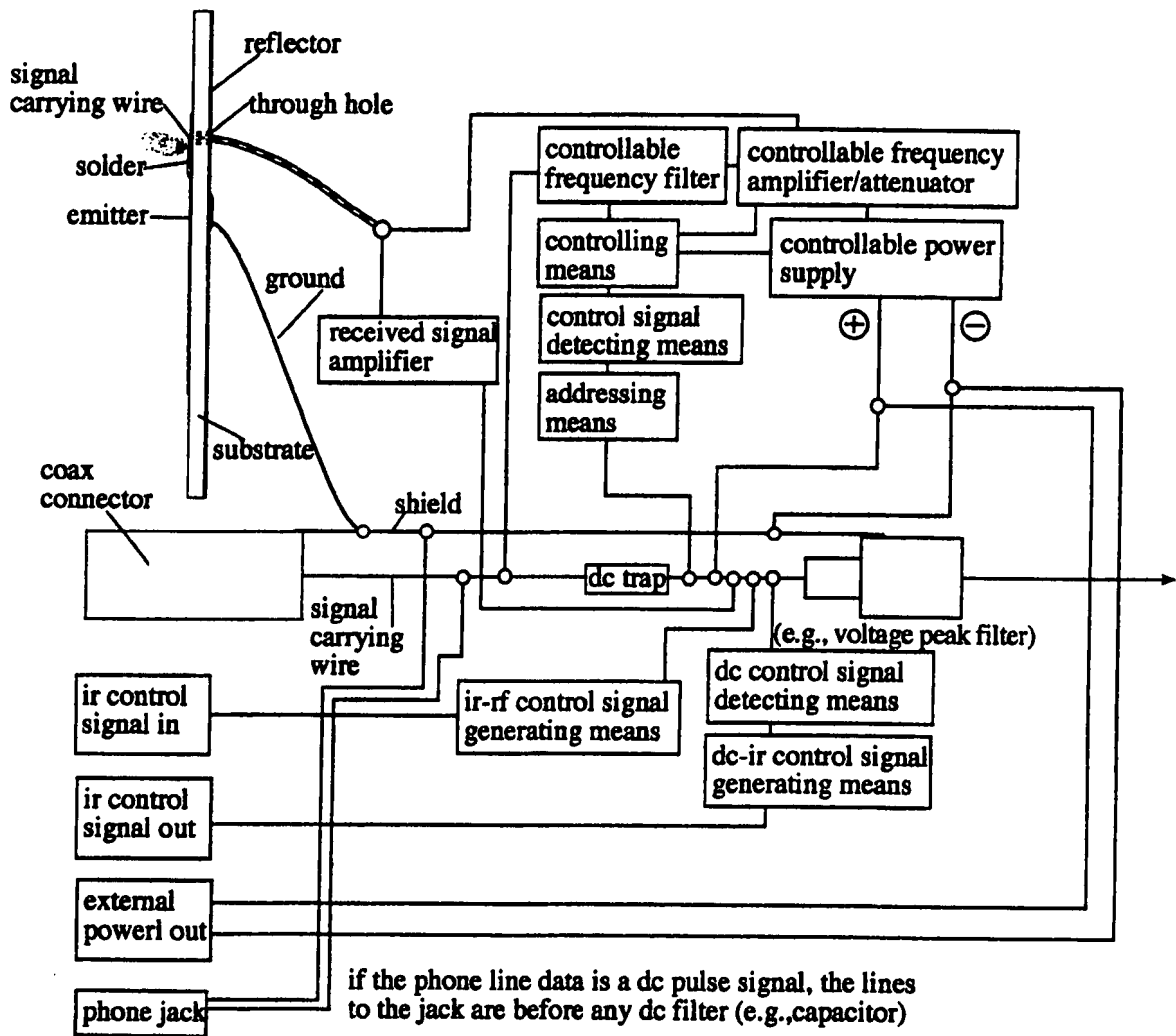 reflector
signal
carrying wire
through hole
solder
emitter
ground
substrate
received signal
amplifier
controllable
frequency filter
controllable frequency
amplifier/attenuator
controlling
means
controllable power
supply
control signal
detecting means
addressing
means
+
−
coax
connector
shield
dc trap
signal
carrying
wire
(e.g., voltage peak filter)
ir control
signal in
ir-rf control signal
generating means
dc control signal
detecting means
dc-ir control signal
generating means
ir control
signal out
external
powerl out
phone jack
if the phone line data is a dc pulse signal, the lines
to the jack are before any dc filter (e.g.,capacitor)